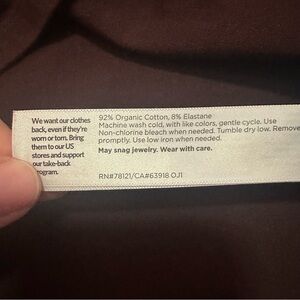 We want our clothes
back, even if they're
worn or torn. Bring
them to our US
stores and support
our take-back
program.
92% Organic Cotton, 8% Elastane
Machine wash cold, with like colors, gentle cycle. Use
Non-chlorine bleach when needed. Tumble dry low. Remove
promptly. Use low iron when needed.
May snag jewelry. Wear with care.
RN#78121/CA#63918 OJ1